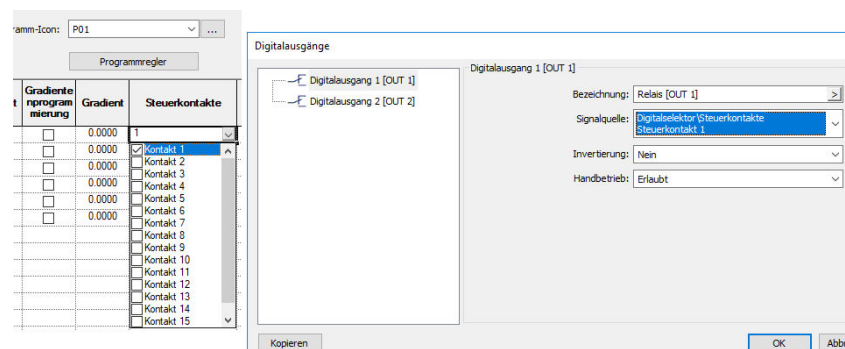 ramm-Icon: P01 ...
Programmregler
t Gradiente nprogram mierung Gradient Steuerkontakte
0.0000 1
0.0000
0.0000
0.0000
0.0000
0.0000
Kontakt 1
Kontakt 2
Kontakt 3
Kontakt 4
Kontakt 5
Kontakt 6
Kontakt 7
Kontakt 8
Kontakt 9
Kontakt 10
Kontakt 11
Kontakt 12
Kontakt 13
Kontakt 14
Kontakt 15
Digitalausgänge
Digitalausgang 1 [OUT 1]
Digitalausgang 2 [OUT 2]
Digitalausgang 1 [OUT 1]
Bezeichnung: Relais [OUT 1] >
Signalquelle: Digitalselektor\Steuerkontakte
Steuerkontakt 1
Invertierung: Nein
Handbetrieb: Erlaubt
Kopieren
OK
Abbr